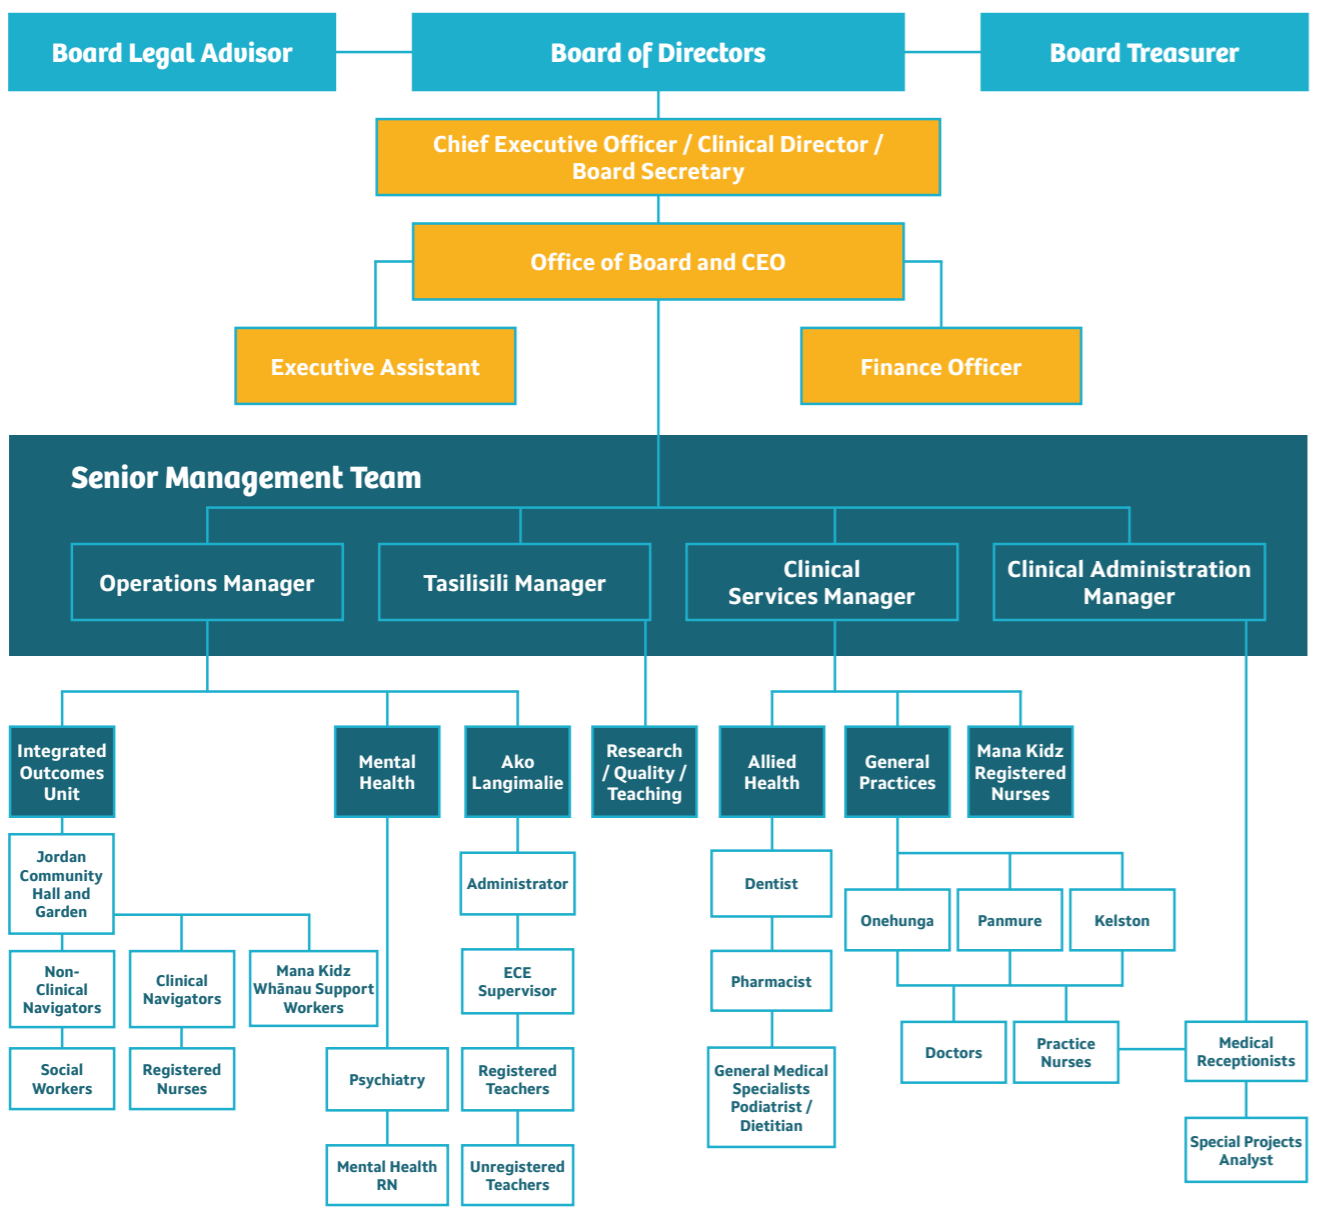 Board Legal Advisor
Board of Directors
Board Treasurer
Chief Executive Officer / Clinical Director /
Board Secretary
Office of Board and CEO
Executive Assistant
Finance Officer
Senior Management Team
Operations Manager
Tasilisili Manager
Clinical
Services Manager
Clinical Administration
Manager
Integrated
Outcomes
Unit
Mental
Health
Ako
Langimalie
Research
/ Quality /
Teaching
Allied
Health
General
Practices
Mana Kidz
Registered
Nurses
Jordan
Community
Hall and
Garden
Administrator
Dentist
Onehunga
Panmure
Kelston
Non-
Clinical
Navigators
Clinical
Navigators
Mana Kidz
Whānau Support
Workers
ECE
Supervisor
Pharmacist
Social
Workers
Registered
Nurses
Psychiatry
Registered
Teachers
General Medical
Specialists
Podiatrist /
Dietitian
Doctors
Practice
Nurses
Medical
Receptionists
Mental Health
RN
Unregistered
Teachers
Special Projects
Analyst